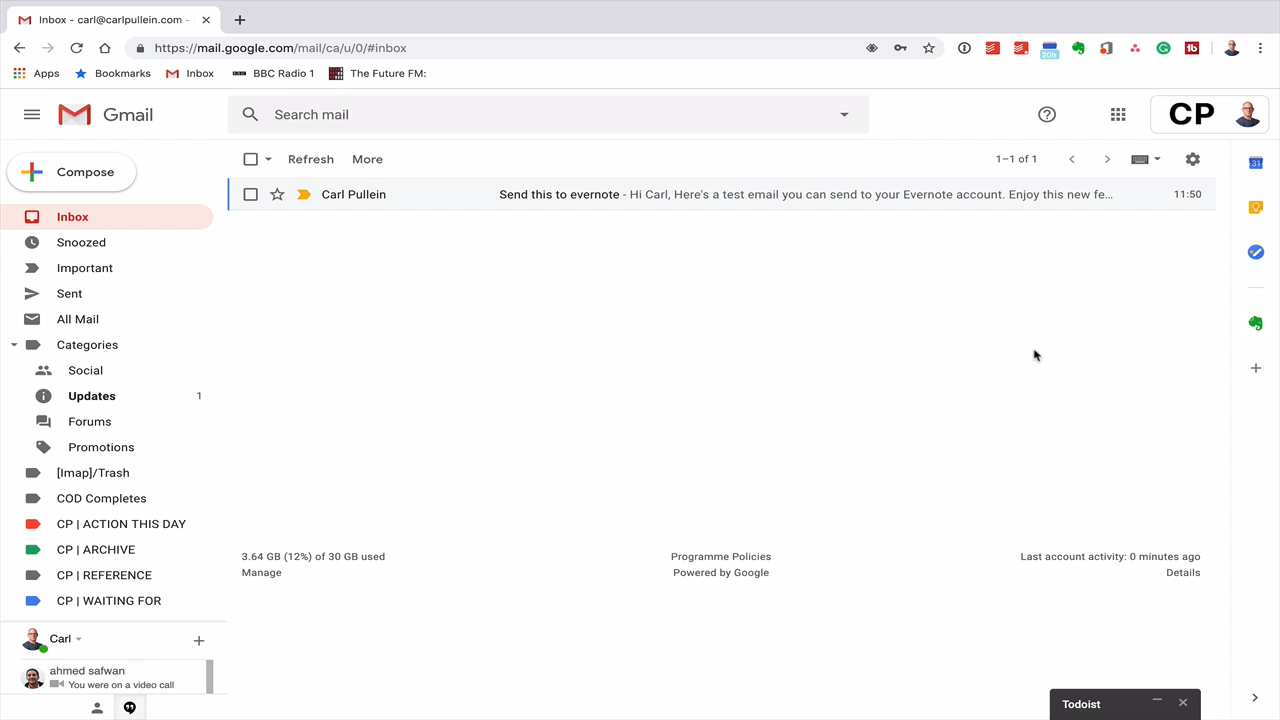 Inbox - carl@carlpullein.com -
https://mail.google.com/mail/ca/u/0/#inbox
20h
Apps
Bookmarks
Inbox
BBC Radio 1
The Future FM:
Gmail
Search mail
CP
Compose
Refresh
More
1–1 of 1
Carl Pullein
Send this to evernote - Hi Carl, Here's a test email you can send to your Evernote account. Enjoy this new fe...
11:50
Inbox
Snoozed
Important
Sent
All Mail
Categories
Social
Updates
1
Forums
Promotions
[Imap]/Trash
COD Completes
CP | ACTION THIS DAY
CP | ARCHIVE
CP | REFERENCE
CP | WAITING FOR
3.64 GB (12%) of 30 GB used
Manage
Programme Policies
Powered by Google
Last account activity: 0 minutes ago
Details
Carl
ahmed safwan
You were on a video call
Todoist
31